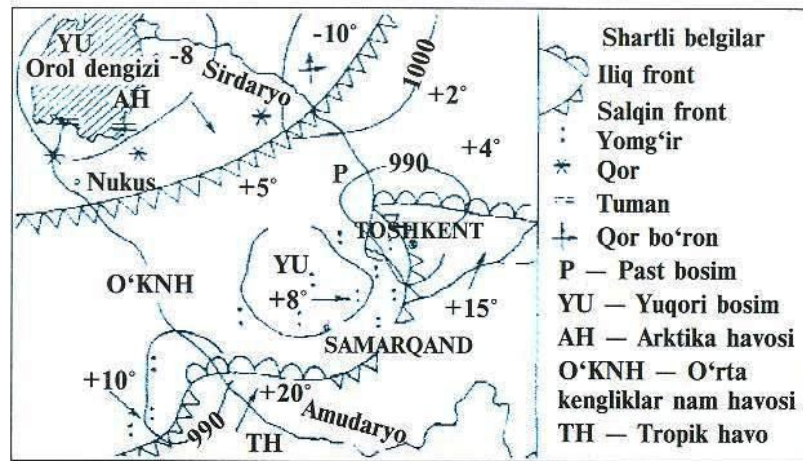 YU
Orol dengizi
AH
-8
Sirdaryo
-10°
1000
+2°
+4°
990
P
Nukus
+5°
TOSHKENT
O‘KNH
YU
+8°
+15°
SAMARQAND
+10°
990
+20°
TH
Amudaryo
Shartli belgilar
Iliq front
Salqin front
Yomg‘ir
Qor
Tuman
Qor bo‘ron
P — Past bosim
YU — Yuqori bosim
AH — Arktika havosi
O‘KNH — O‘rta
kengliklar nam havosi
TH — Tropik havo